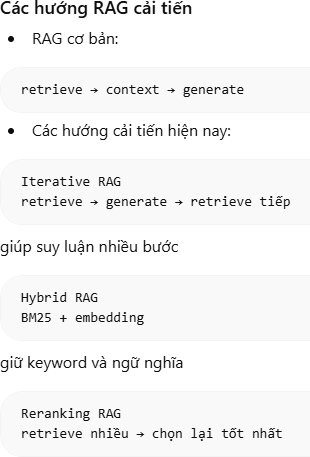 Các hướng RAG cải tiến
• RAG cơ bản:
retrieve → context → generate
• Các hướng cải tiến hiện nay:
Iterative RAG
retrieve → generate → retrieve tiếp
giúp suy luận nhiều bước
Hybrid RAG
BM25 + embedding
giữ keyword và ngữ nghĩa
Reranking RAG
retrieve nhiều → chọn lại tốt nhất